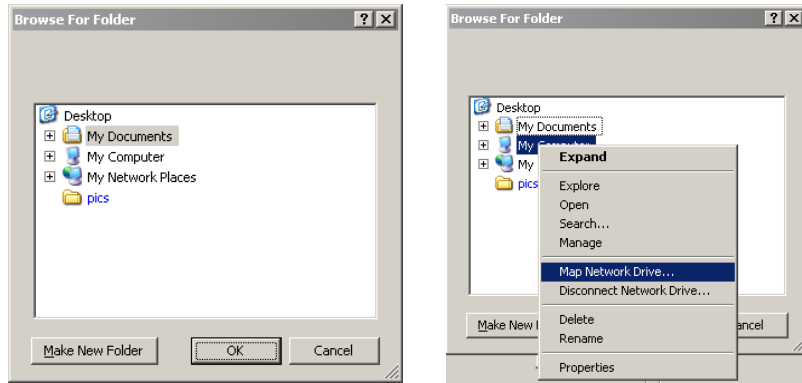 Browse For Folder
Desktop
My Documents
My Computer
My Network Places
pics
Make New Folder
OK
Cancel
Browse For Folder
Desktop
My Documents
My Computer
My
pics
Expand
Explore
Open
Search...
Manage
Map Network Drive...
Disconnect Network Drive...
Delete
Rename
Properties
Make New
ancel